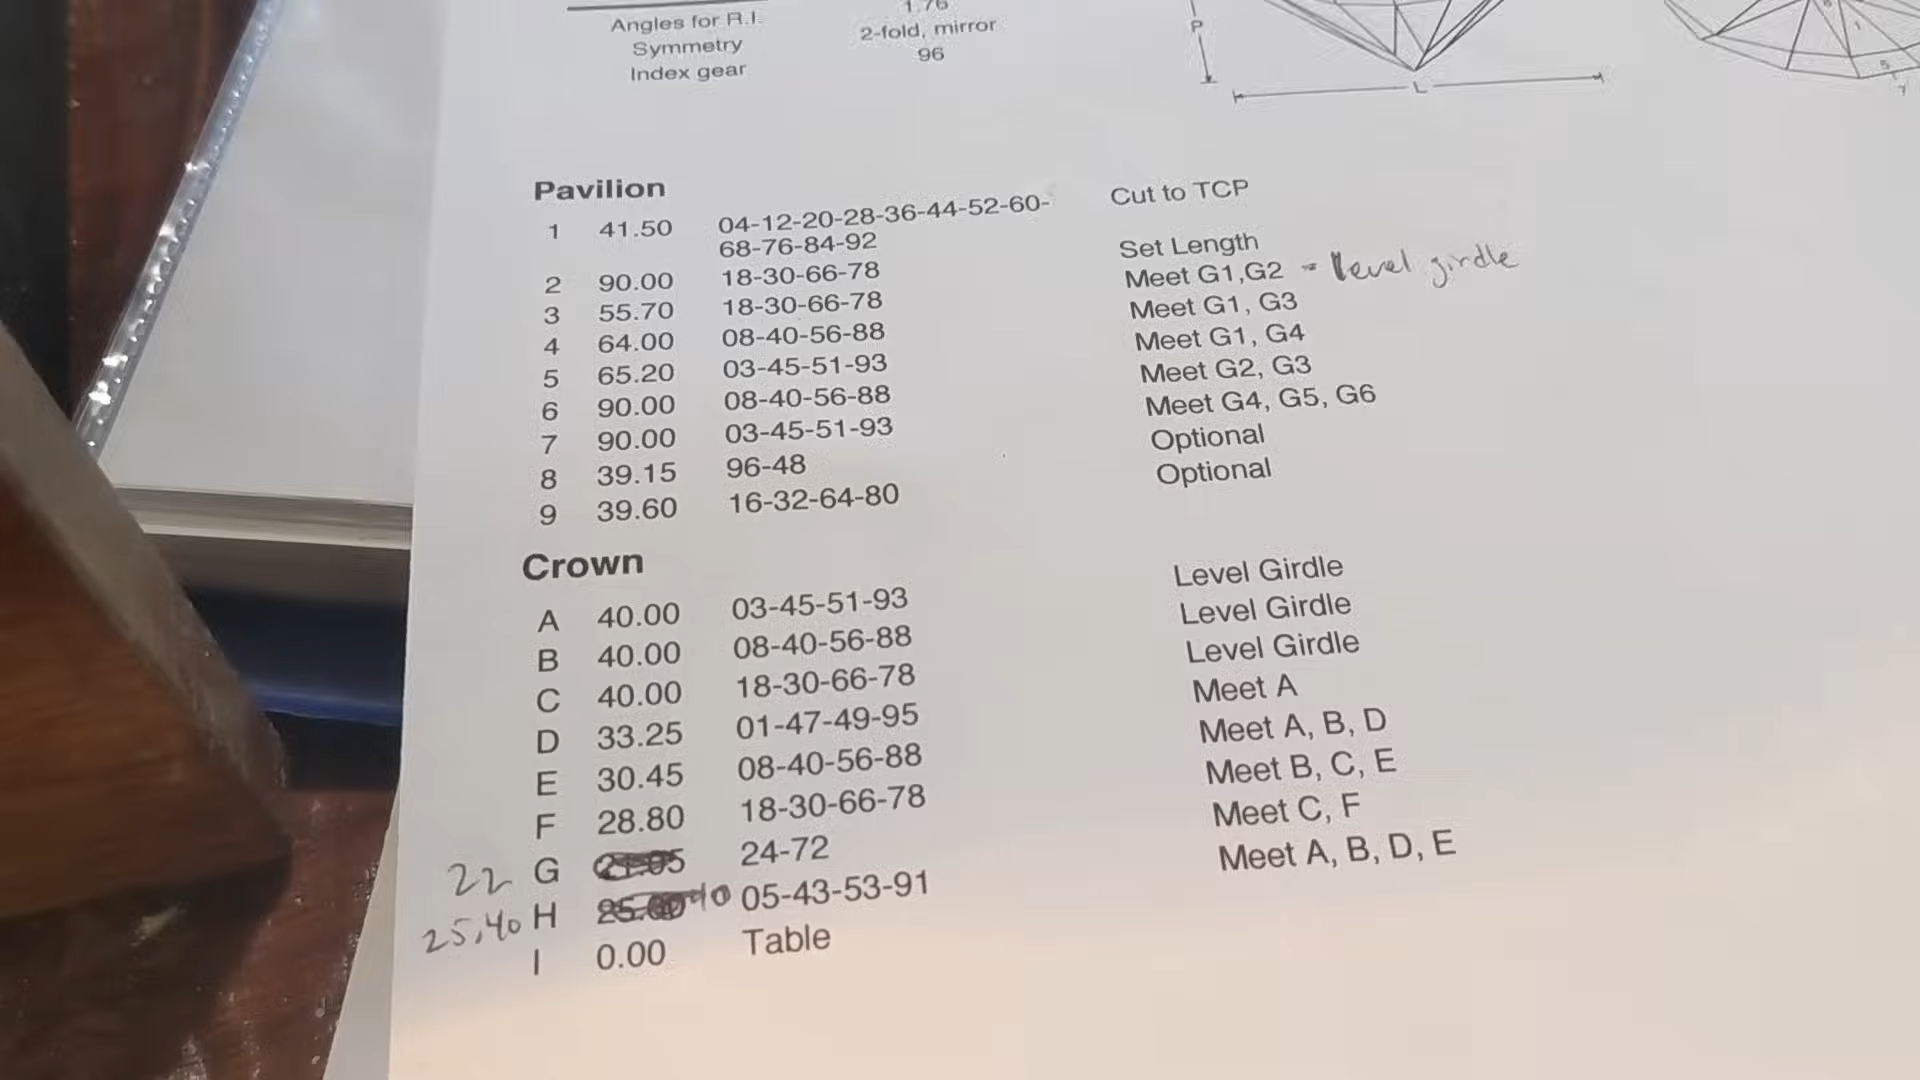 1.76
Angles for R.I.
Symmetry 2-fold, mirror
Index gear 96
P
L
1
5
Pavilion
1 41.50 04-12-20-28-36-44-52-60- Cut to TCP
68-76-84-92
2 90.00 18-30-66-78 Set Length
3 55.70 18-30-66-78 Meet G1,G2 - level girdle
4 64.00 08-40-56-88 Meet G1, G3
5 65.20 03-45-51-93 Meet G1, G4
6 90.00 08-40-56-88 Meet G2, G3
7 90.00 03-45-51-93 Meet G4, G5, G6
8 39.15 96-48 Optional
9 39.60 16-32-64-80 Optional
Crown
A 40.00 03-45-51-93 Level Girdle
B 40.00 08-40-56-88 Level Girdle
C 40.00 18-30-66-78 Level Girdle
D 33.25 01-47-49-95 Meet A
E 30.45 08-40-56-88 Meet A, B, D
F 28.80 18-30-66-78 Meet B, C, E
22 G 24-72 Meet C, F
25.40 H 40 05-43-53-91 Meet A, B, D, E
I 0.00 Table